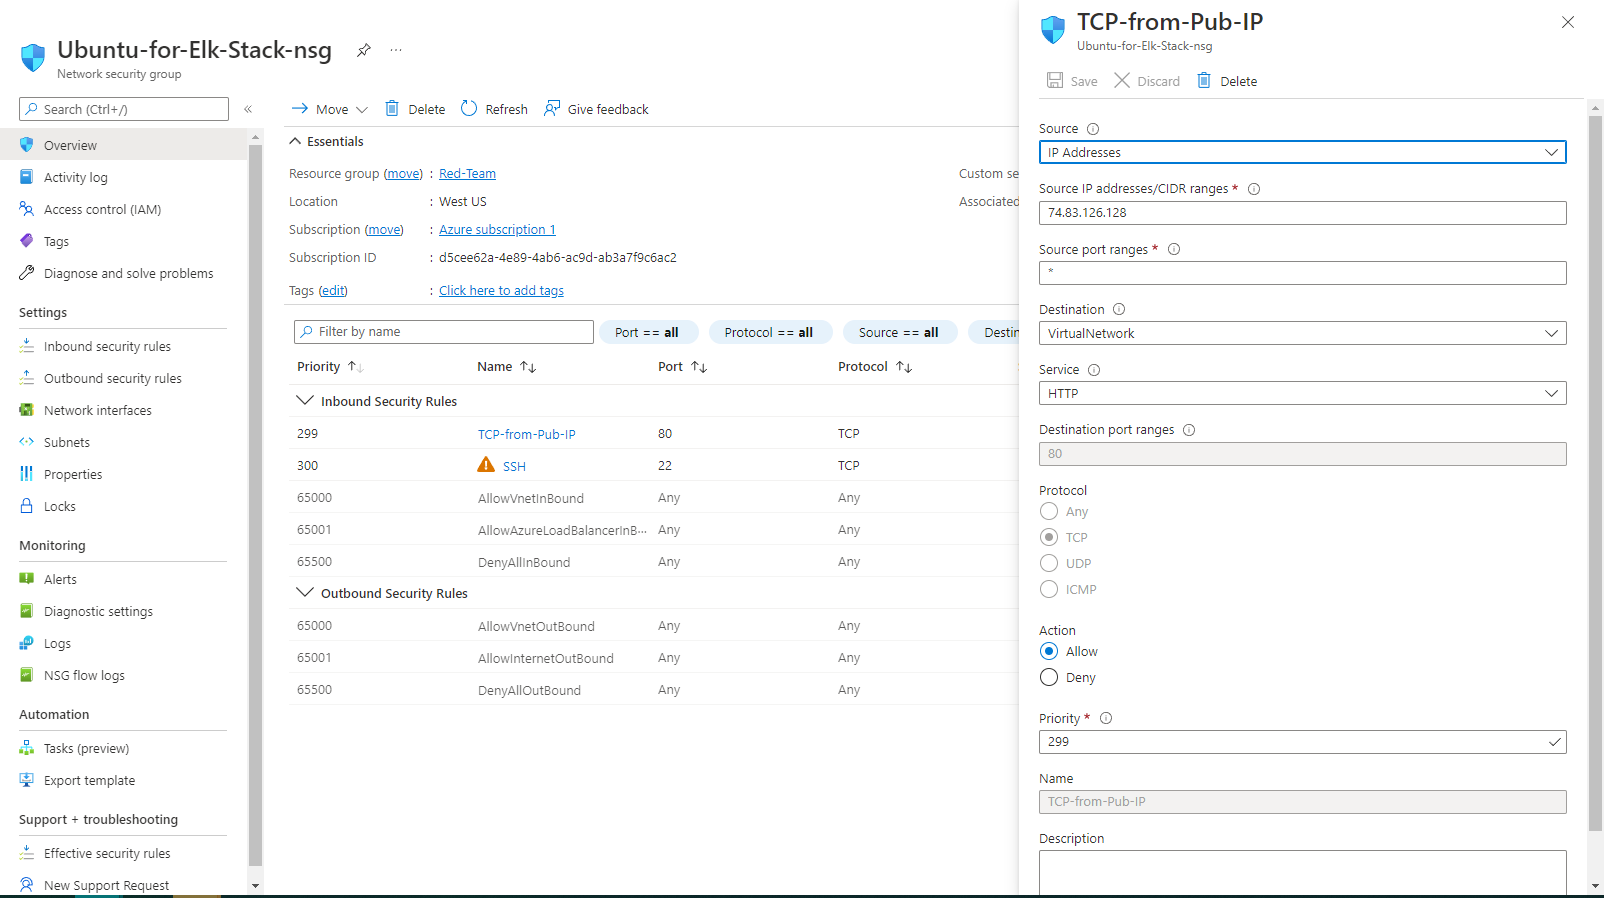 Ubuntu-for-Elk-Stack-nsg
Network security group
Search (Ctrl+/)
Overview
Activity log
Access control (IAM)
Tags
Diagnose and solve problems
Settings
Inbound security rules
Outbound security rules
Network interfaces
Subnets
Properties
Locks
Monitoring
Alerts
Diagnostic settings
Logs
NSG flow logs
Automation
Tasks (preview)
Export template
Support + troubleshooting
Effective security rules
New Support Request
Move Delete Refresh Give feedback
Essentials
Resource group (move) : Red-Team
Location : West US
Subscription (move) : Azure subscription 1
Subscription ID : d5cee62a-4e89-4ab6-ac9d-ab3a7f9c6ac2
Tags (edit) : Click here to add tags
Custom se
Associated
Filter by name Port == all Protocol == all Source == all Destin
Priority Name Port Protocol
Inbound Security Rules
299 TCP-from-Pub-IP 80 TCP
300 SSH 22 TCP
65000 AllowVnetInBound Any Any
65001 AllowAzureLoadBalancerInB... Any Any
65500 DenyAllInBound Any Any
Outbound Security Rules
65000 AllowVnetOutBound Any Any
65001 AllowInternetOutBound Any Any
65500 DenyAllOutBound Any Any
TCP-from-Pub-IP
Ubuntu-for-Elk-Stack-nsg
Save Discard Delete
Source
IP Addresses
Source IP addresses/CIDR ranges *
74.83.126.128
Source port ranges *
*
Destination
VirtualNetwork
Service
HTTP
Destination port ranges
80
Protocol
Any
TCP
UDP
ICMP
Action
Allow
Deny
Priority *
299
Name
TCP-from-Pub-IP
Description